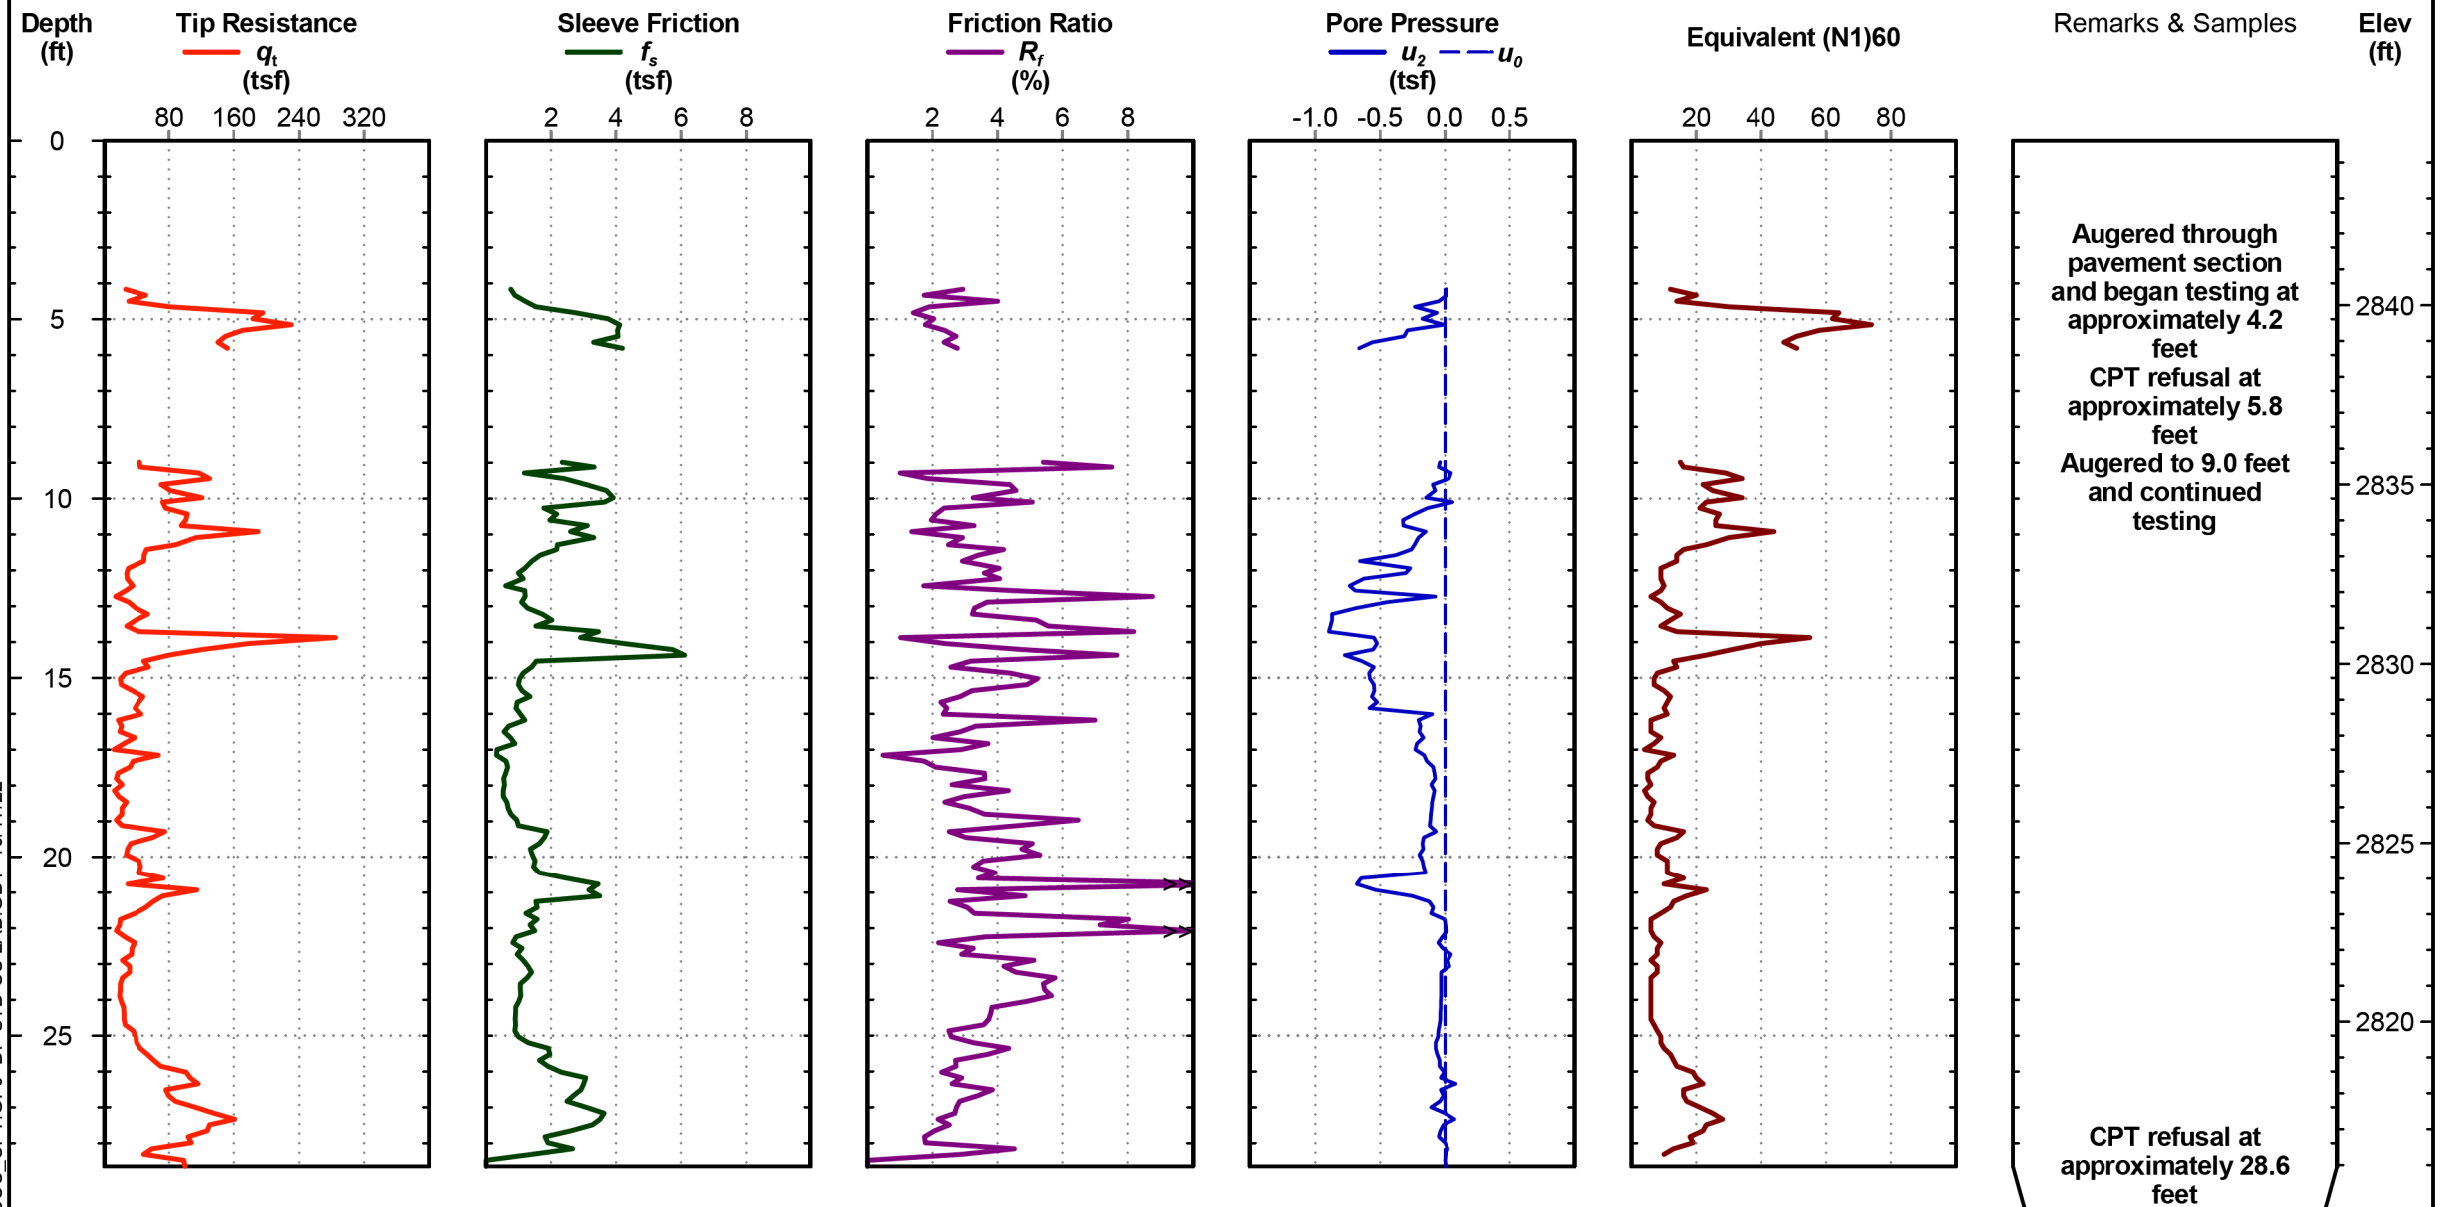 Depth
(ft)
Tip Resistance
qt
(tsf)
Sleeve Friction
fs
(tsf)
Friction Ratio
Rf
(%)
Pore Pressure
u2 u0
(tsf)
Equivalent (N1)60
Remarks & Samples
Elev
(ft)
80 160 240 320
2 4 6 8
2 4 6 8
-1.0 -0.5 0.0 0.5
20 40 60 80
0
5
10
15
20
25
Augered through
pavement section
and began testing at
approximately 4.2
feet
CPT refusal at
approximately 5.8
feet
Augered to 9.0 feet
and continued
testing
CPT refusal at
approximately 28.6
feet
2840
2835
2830
2825
2820